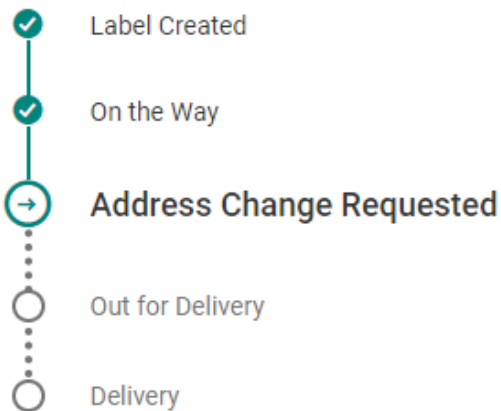 Label Created
On the Way
Address Change Requested
Out for Delivery
Delivery